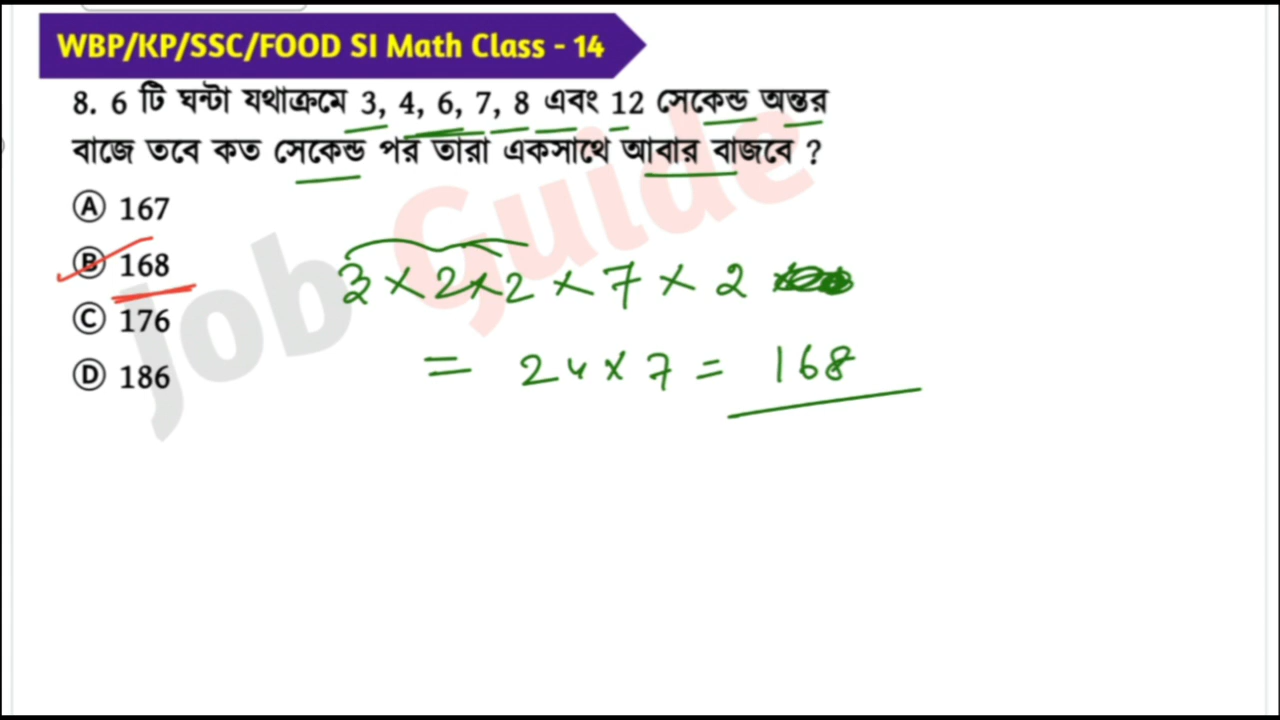 WBP/KP/SSC/FOOD SI Math Class - 14
8. 6 টি ঘন্টা যথাক্রমে 3, 4, 6, 7, 8 এবং 12 সেকেন্ড অন্তর
বাজে তবে কত সেকেন্ড পর তারা একসাথে আবার বাজবে ?
A 167
B 168
C 176
D 186
3 × 2 × 2 × 7 × 2
= 24 × 7 = 168
Job Guide